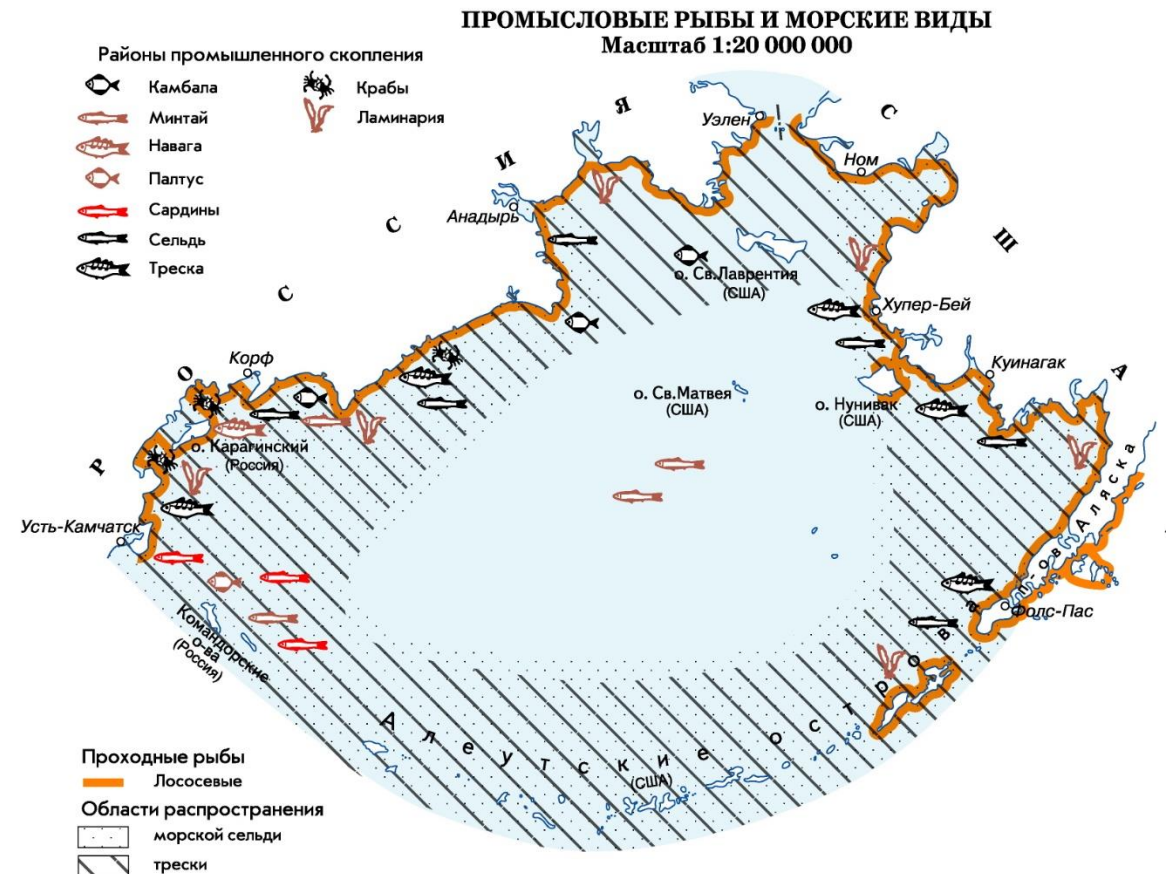 ПРОМЫСЛОВЫЕ РЫБЫ И МОРСКИЕ ВИДЫ
Масштаб 1:20 000 000
Районы промышленного скопления
Камбала
Минтай
Навага
Палтус
Сардины
Сельдь
Треска
Крабы
Ламинария
РОССИЯ
США
Уэлен
Ном
Анадырь
о. Св.Лаврентия
(США)
Хупер-Бей
Корф
Куинагак
о. Св.Матвея
(США)
о. Нунивак
(США)
о. Карагинский
(Россия)
Усть-Камчатск
п-ов Аляска
Фолс-Пас
Командорские
о-ва
(Россия)
Алеутские острова
(США)
Проходные рыбы
Лососевые
Области распространения
морской сельди
трески